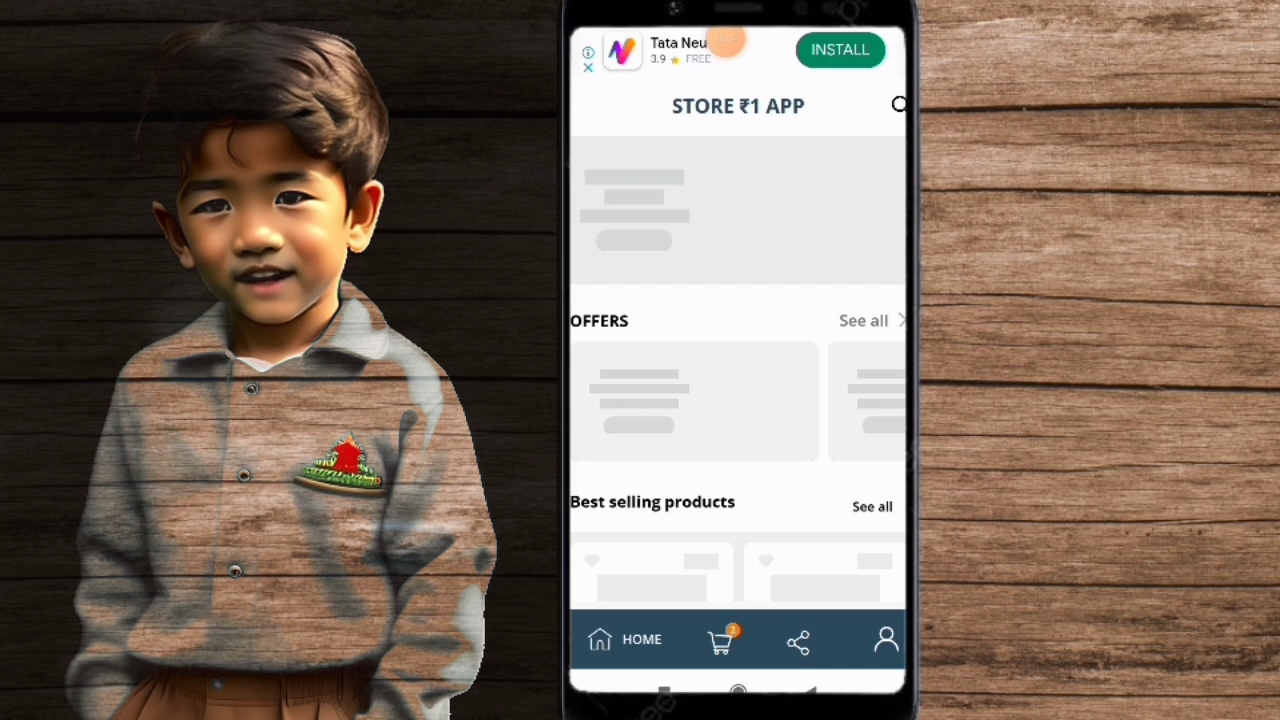 Tata Neu
3.9 ★ FREE
INSTALL
STORE ₹1 APP
OFFERS
See all
Best selling products
See all
2
HOME